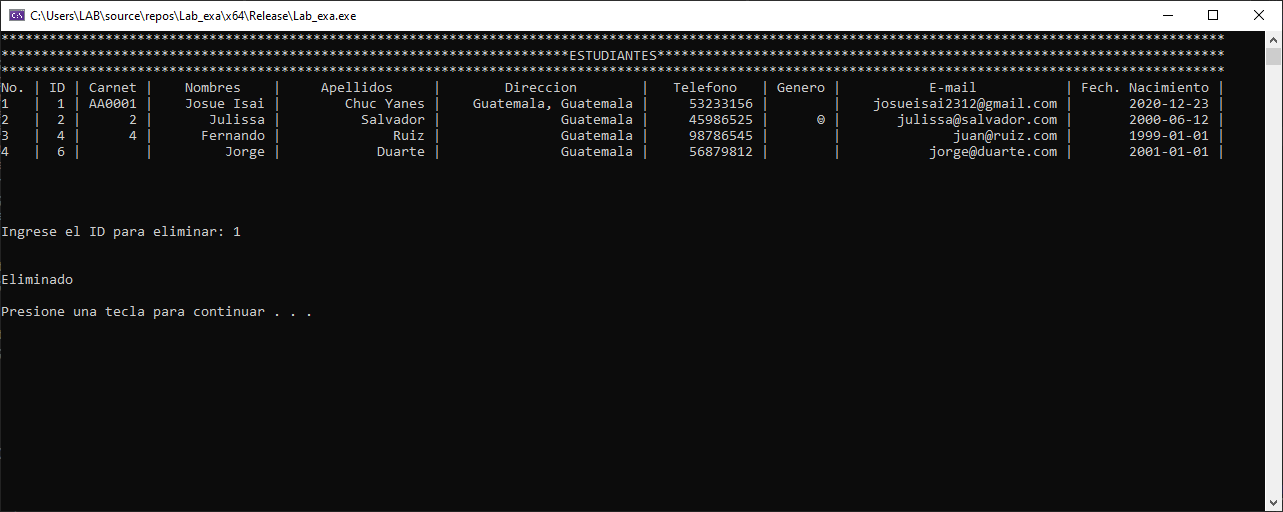 C:\Users\LAB\source\repos\Lab_exa\x64\Release\Lab_exa.exe
*********************************************************************************************************************************************************
***********************************************************************ESTUDIANTES***********************************************************************
*********************************************************************************************************************************************************
No. | ID | Carnet |    Nombres    |     Apellidos     |        Direccion        |   Telefono   | Genero |           E-mail           | Fech. Nacimiento |
1   |  1 | AA0001 |    Josue Isai |        Chuc Yanes |    Guatemala, Guatemala |     53233156 |        |    josueisai2312@gmail.com |       2020-12-23 |
2   |  2 |      2 |       Julissa |          Salvador |               Guatemala |     45986525 |      ☺ |       julissa@salvador.com |       2000-06-12 |
3   |  4 |      4 |      Fernando |              Ruiz |               Guatemala |     98786545 |        |              juan@ruiz.com |       1999-01-01 |
4   |  6 |        |         Jorge |            Duarte |               Guatemala |     56879812 |        |           jorge@duarte.com |       2001-01-01 |
Ingrese el ID para eliminar: 1
Eliminado
Presione una tecla para continuar . . .